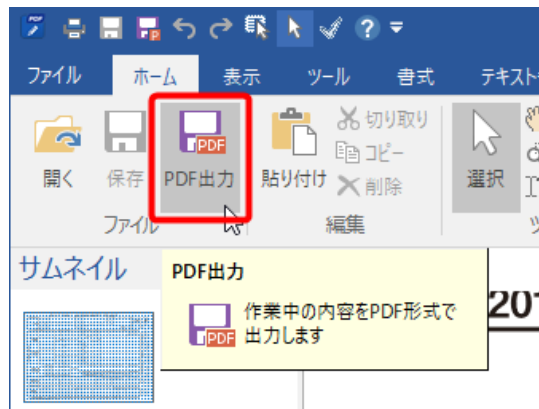 PDF
?
ファイル ホーム 表示 ツール 書式 テキスト
PDF
開く 保存 PDF出力 貼り付け 切り取り コピー 削除 選択
ファイル 編集 ツ
サムネイル
PDF出力
作業中の内容をPDF形式で
PDF 出力します
201